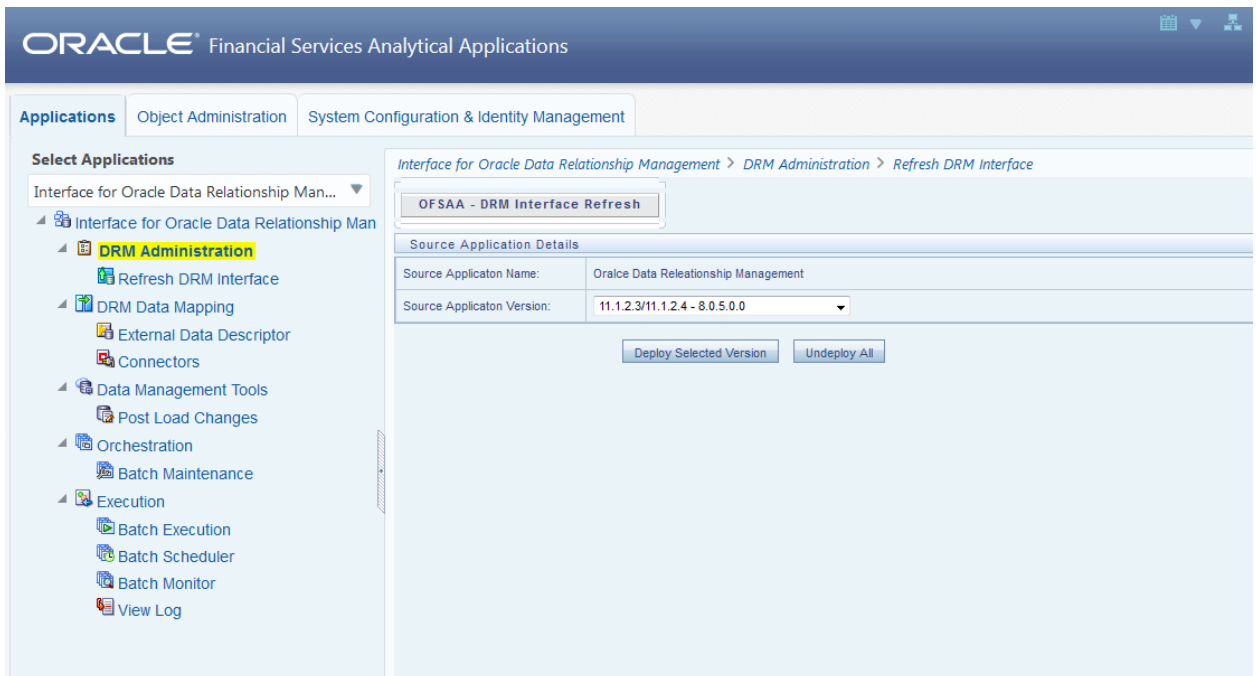 ORACLE® Financial Services Analytical Applications
Applications
Object Administration
System Configuration & Identity Management
Select Applications
Interface for Oracle Data Relationship Man...
Interface for Oracle Data Relationship Man
DRM Administration
Refresh DRM Interface
DRM Data Mapping
External Data Descriptor
Connectors
Data Management Tools
Post Load Changes
Orchestration
Batch Maintenance
Execution
Batch Execution
Batch Scheduler
Batch Monitor
View Log
Interface for Oracle Data Relationship Management > DRM Administration > Refresh DRM Interface
OFSAA - DRM Interface Refresh
Source Application Details
Source Applicaton Name: Oralce Data Releationship Management
Source Applicaton Version: 11.1.2.3/11.1.2.4 - 8.0.5.0.0
Deploy Selected Version Undeploy All